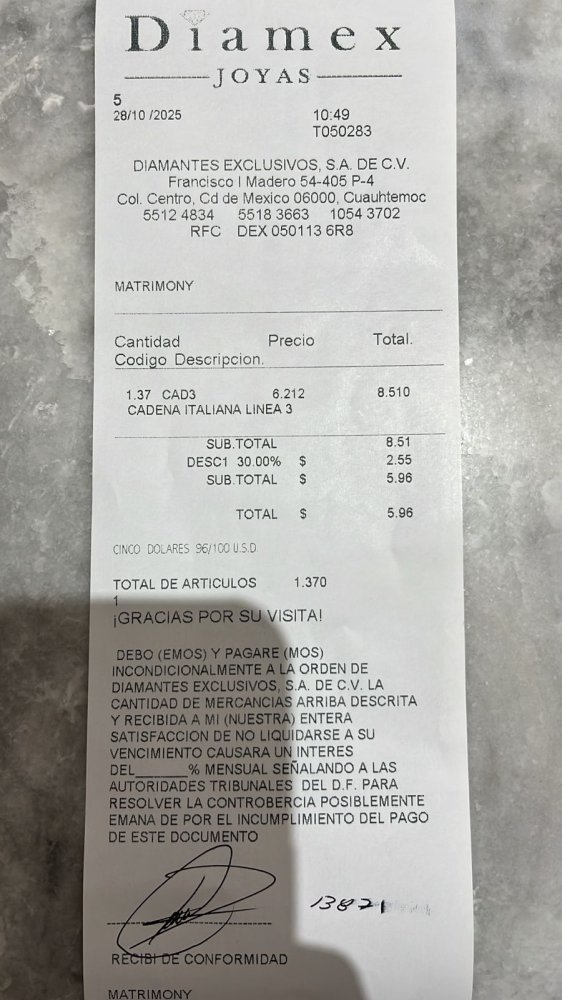 Diamex
JOYAS
5
28/10 /2025 10:49
T050283
DIAMANTES EXCLUSIVOS, S.A. DE C.V.
Francisco I Madero 54-405 P-4
Col. Centro, Cd de Mexico 06000, Cuauhtemoc
5512 4834 5518 3663 1054 3702
RFC DEX 050113 6R8
MATRIMONY
Cantidad Precio Total.
Codigo Descripcion.
1.37 CAD3 6.212 8.510
CADENA ITALIANA LINEA 3
SUB.TOTAL 8.51
DESC1 30.00% $ 2.55
SUB.TOTAL $ 5.96
TOTAL $ 5.96
CINCO DOLARES 96/100 U.S.D.
TOTAL DE ARTICULOS 1.370
1
¡GRACIAS POR SU VISITA!
DEBO (EMOS) Y PAGARE (MOS)
INCONDICIONALMENTE A LA ORDEN DE
DIAMANTES EXCLUSIVOS, S.A. DE C.V. LA
CANTIDAD DE MERCANCIAS ARRIBA DESCRITA
Y RECIBIDA A MI (NUESTRA) ENTERA
SATISFACCION DE NO LIQUIDARSE A SU
VENCIMIENTO CAUSARA UN INTERES
DEL______% MENSUAL SEÑALANDO A LAS
AUTORIDADES TRIBUNALES DEL D.F. PARA
RESOLVER LA CONTROBERCIA POSIBLEMENTE
EMANA DE POR EL INCUMPLIMIENTO DEL PAGO
DE ESTE DOCUMENTO
RECIBI DE CONFORMIDAD
MATRIMONY